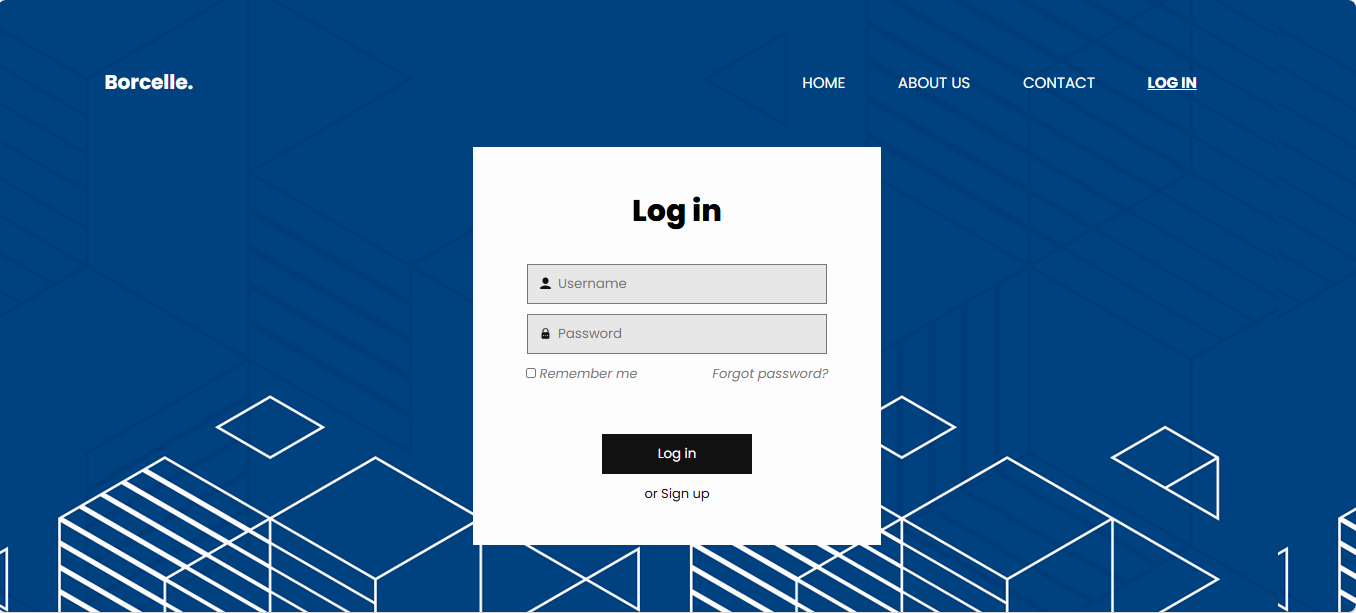 Borcelle. HOME ABOUT US CONTACT LOG IN
Log in
Username
Password
Remember me Forgot password?
Log in
or Sign up